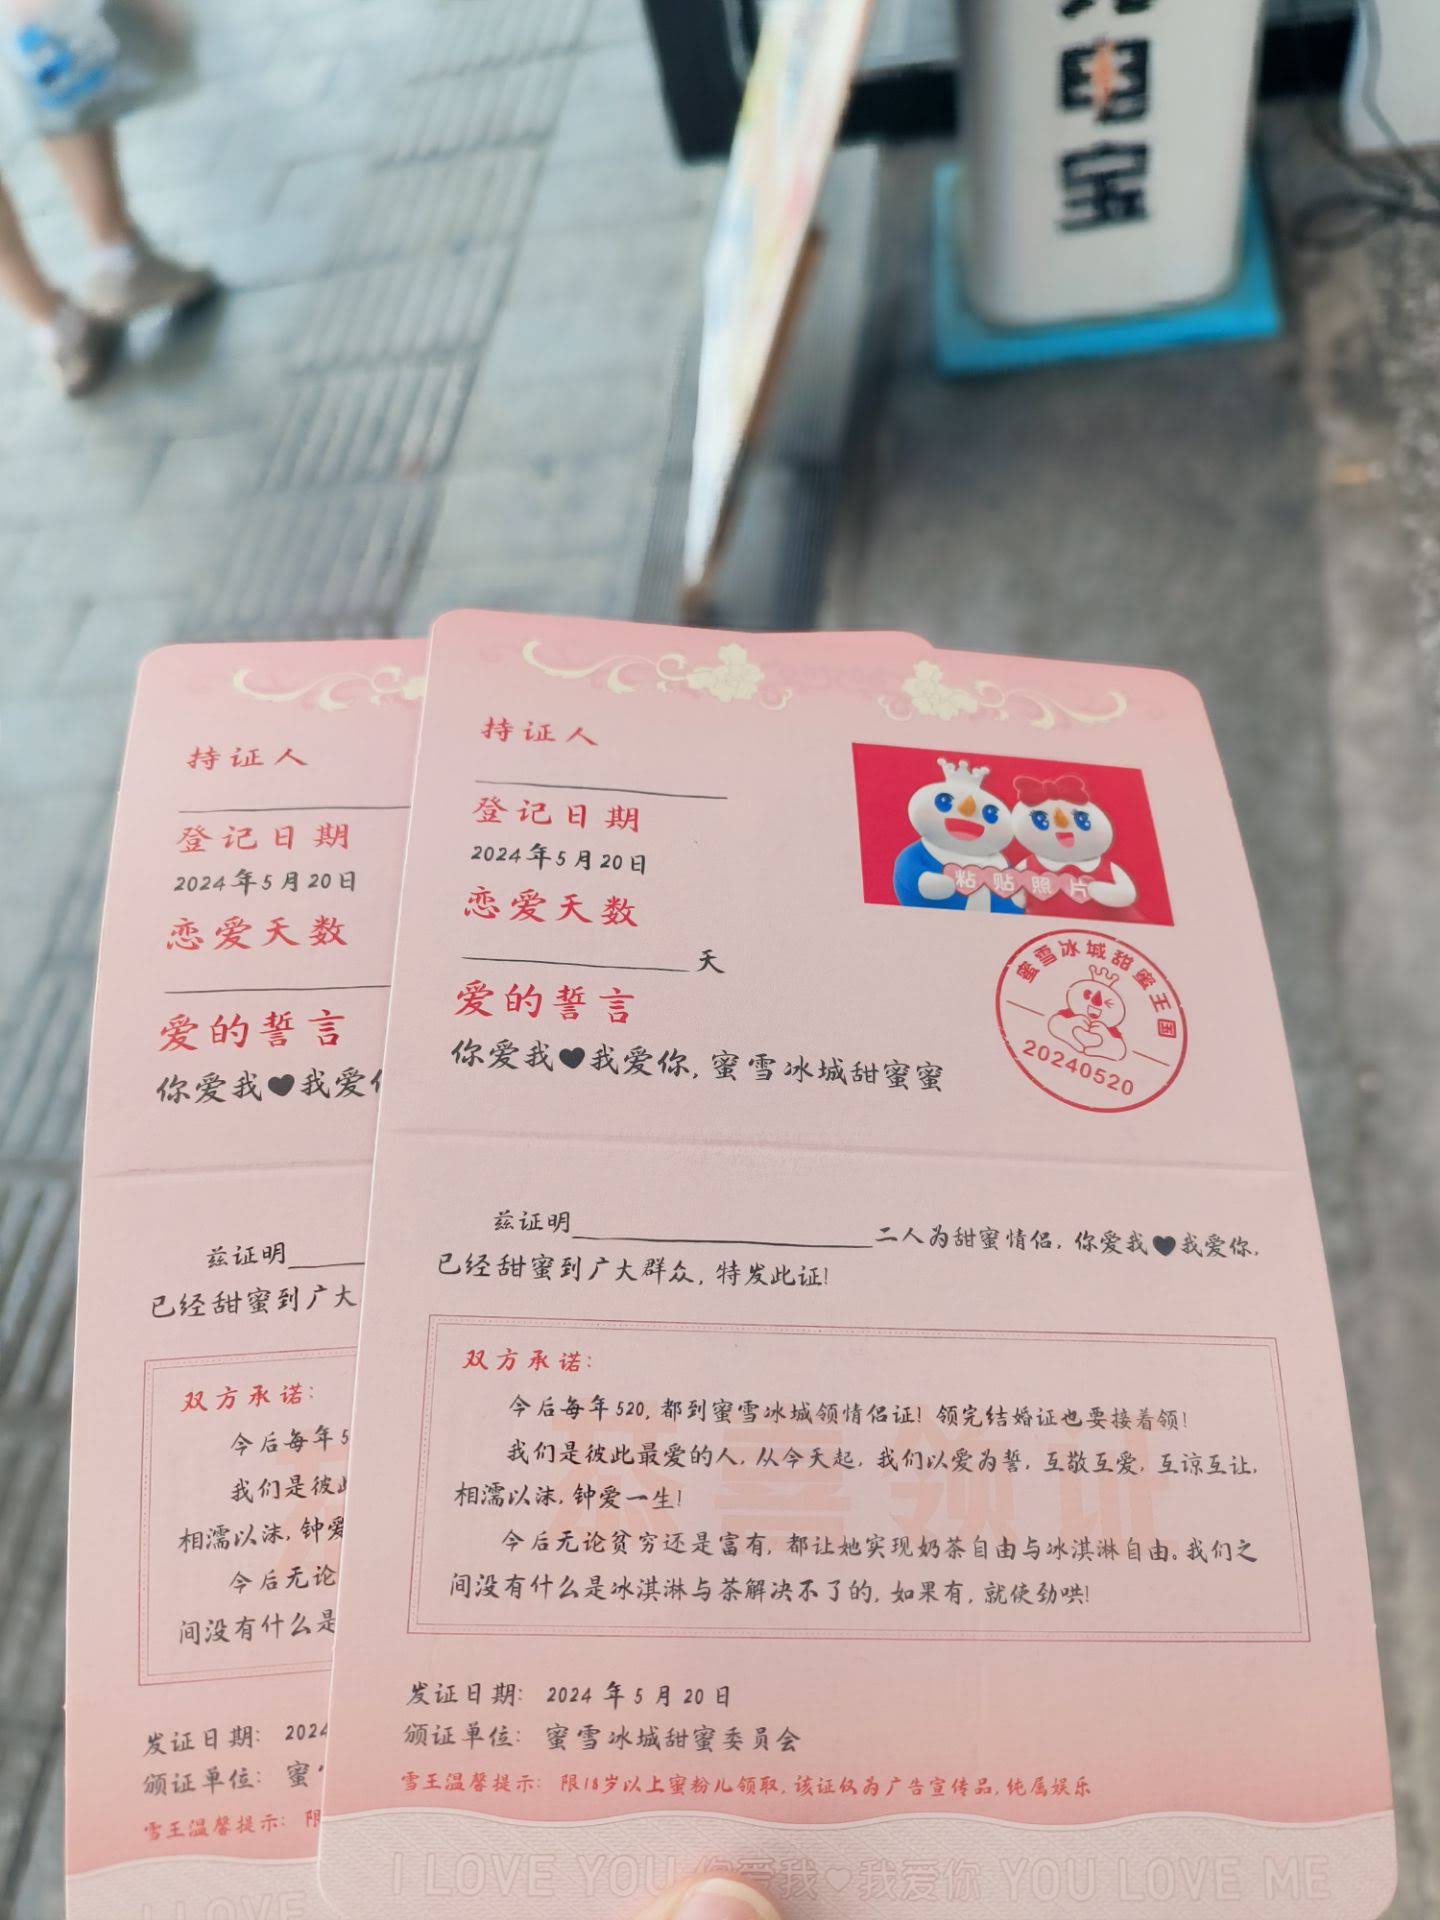 电
宝
持证人
登记日期
2024年5月20日
恋爱天数
爱的誓言
你爱我❤我爱
兹证明
已经甜蜜到广大
双方承诺:
今后每年5
我们是彼此
相濡以沫,钟爱
今后无论
间没有什么是
发证日期: 2024
颁证单位: 蜜
雪王温馨提示: 限
I LOVE
持证人
登记日期
2024年5月20日
恋爱天数
天
爱的誓言
你爱我❤我爱你,蜜雪冰城甜蜜蜜
粘贴照片
蜜雪冰城甜蜜王国
20240520
兹证明 二人为甜蜜情侣,你爱我❤我爱你,
已经甜蜜到广大群众,特发此证!
恭喜领证
双方承诺:
今后每年520,都到蜜雪冰城领情侣证!领完结婚证也要接着领!
我们是彼此最爱的人,从今天起,我们以爱为誓,互敬互爱,互谅互让,
相濡以沫,钟爱一生!
今后无论贫穷还是富有,都让她实现奶茶自由与冰淇淋自由。我们之
间没有什么是冰淇淋与茶解决不了的,如果有,就使劲哄!
发证日期: 2024年5月20日
颁证单位: 蜜雪冰城甜蜜委员会
雪王温馨提示: 限18岁以上蜜粉儿领取,该证仅为广告宣传品,纯属娱乐
I LOVE YOU 你爱我❤我爱你 YOU LOVE ME